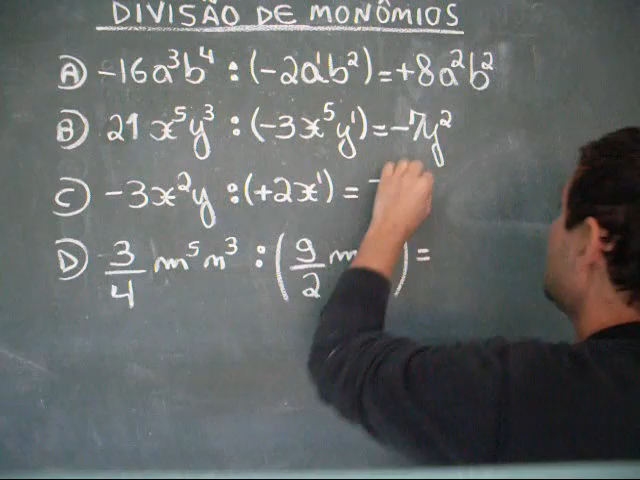 DIVISÃO DE MONÔMIOS
A) -16a³b⁴ : (-2a¹b²) = +8a²b²
B) 21x⁵y³ : (-3x⁵y¹) = -7y²
C) -3x²y : (+2x¹) = -
D) 3/4 m⁵n³ : (9/2 m ) =